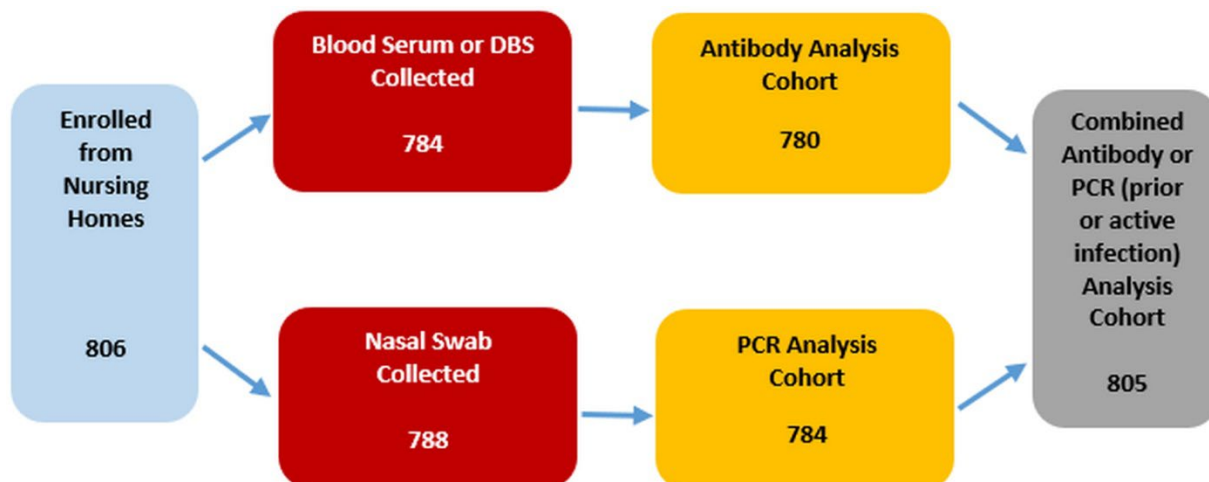 Enrolled
from
Nursing
Homes
806
Blood Serum or DBS
Collected
784
Antibody Analysis
Cohort
780
Nasal Swab
Collected
788
PCR Analysis
Cohort
784
Combined
Antibody or
PCR (prior
or active
infection)
Analysis
Cohort
805